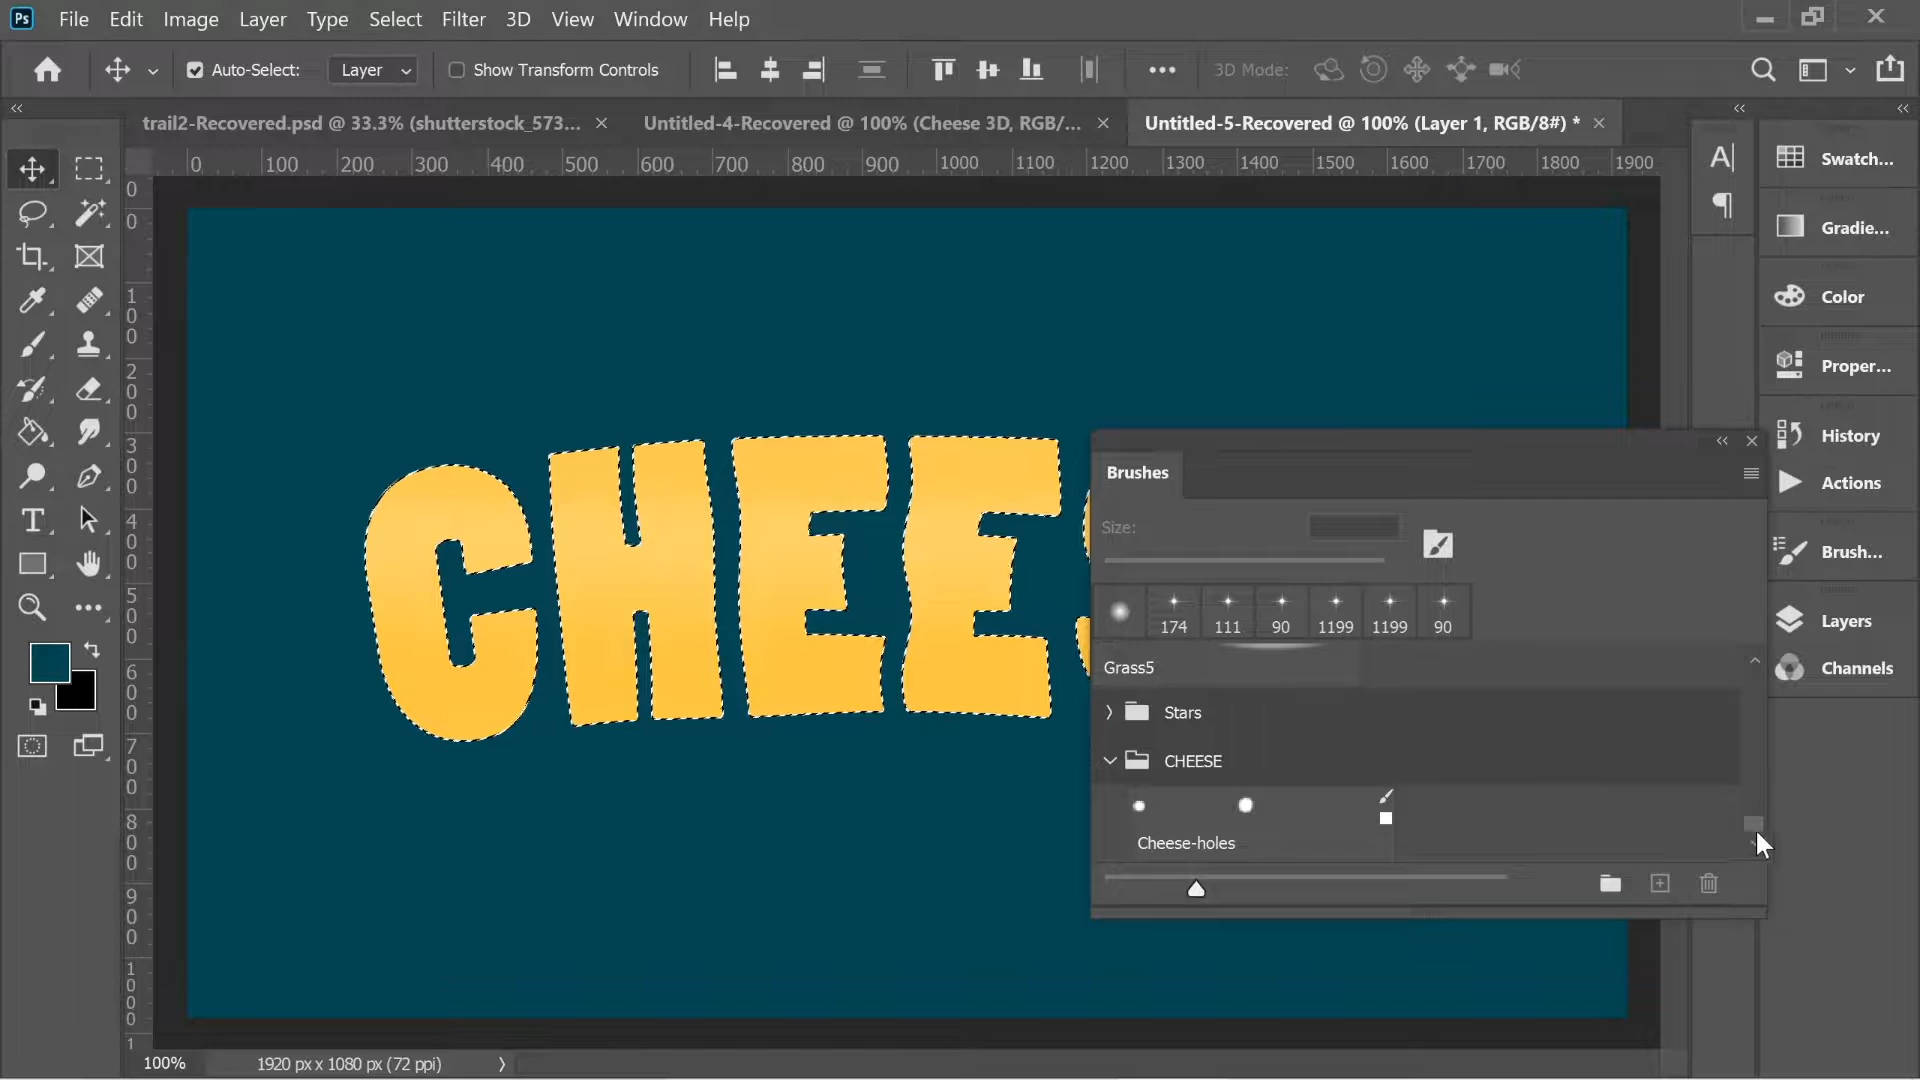 Ps File Edit Image Layer Type Select Filter 3D View Window Help
Auto-Select: Layer Show Transform Controls 3D Mode:
trail2-Recovered.psd @ 33.3% (shutterstock_573... Untitled-4-Recovered @ 100% (Cheese 3D, RGB/... Untitled-5-Recovered @ 100% (Layer 1, RGB/8#) *
0 100 200 300 400 500 600 700 800 900 1000 1100 1200 1300 1400 1500 1600 1700 1800 1900
0
0
100
200
300
400
500
600
700
800
900
1000
1
CHEES
Brushes
Size:
174 111 90 1199 1199 90
Grass5
Stars
CHEESE
Cheese-holes
Swatch...
Gradie...
Color
Proper...
History
Actions
Brush...
Layers
Channels
100% 1920 px x 1080 px (72 ppi)